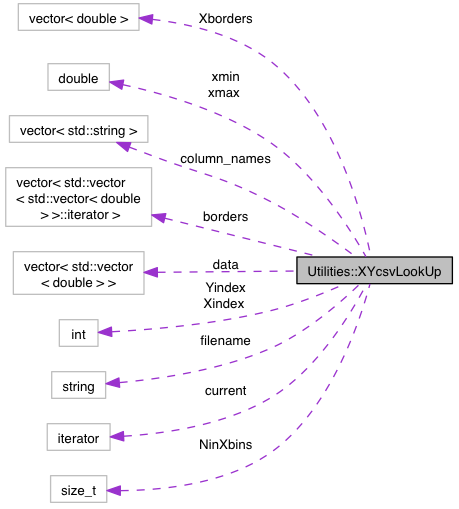 vector< double >
Xborders
double
xmin
xmax
vector< std::string >
column_names
vector< std::vector
< std::vector< double
> >::iterator >
borders
vector< std::vector
< double > >
data
Utilities::XYcsvLookUp
int
Yindex
Xindex
string
filename
iterator
current
size_t
NinXbins